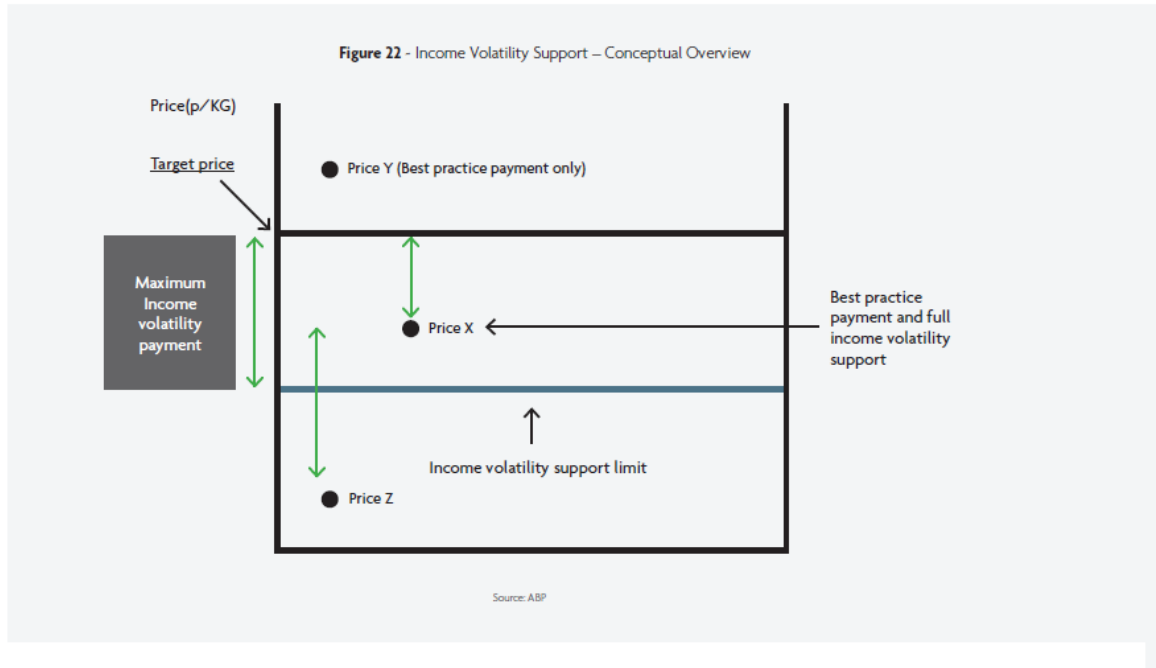 Figure 22 - Income Volatility Support – Conceptual Overview
Price(p/KG)
Target price
Price Y (Best practice payment only)
Maximum
Income
volatility
payment
Price X
Best practice
payment and full
income volatility
support
Income volatility support limit
Price Z
Source: ABP